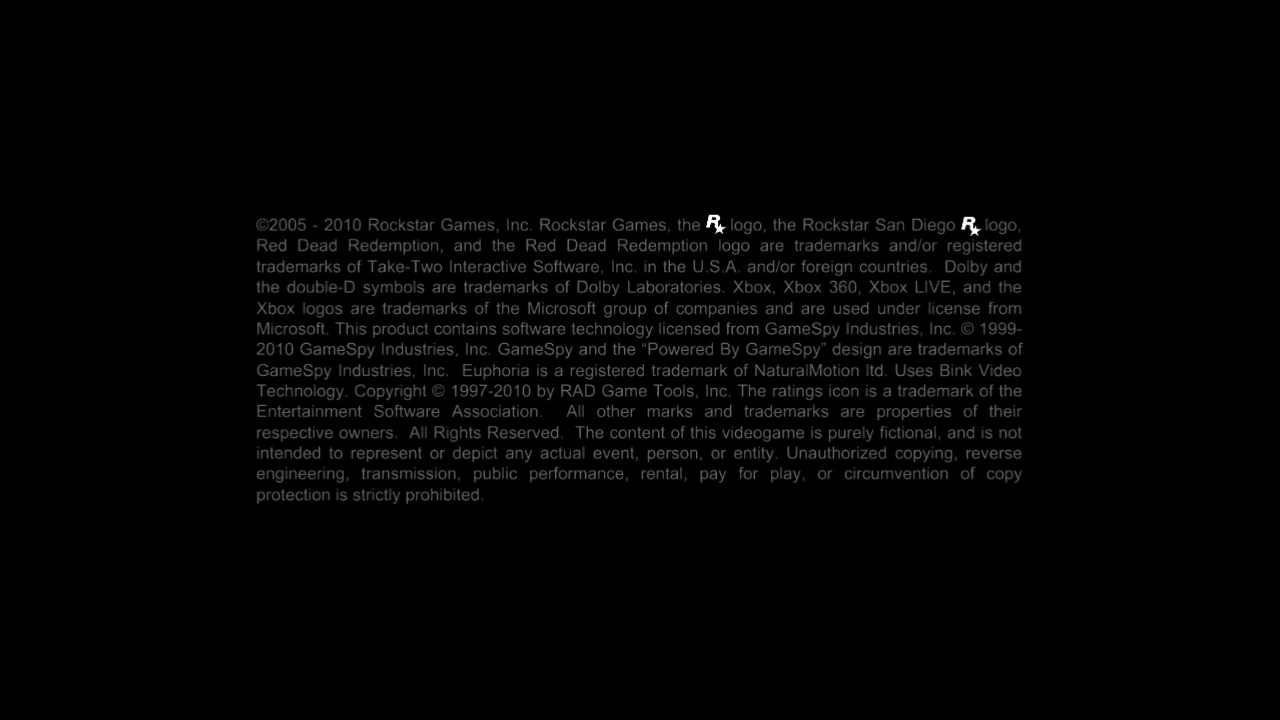 ©2005 - 2010 Rockstar Games, Inc. Rockstar Games, the R★ logo, the Rockstar San Diego R★ logo,
Red Dead Redemption, and the Red Dead Redemption logo are trademarks and/or registered
trademarks of Take-Two Interactive Software, Inc. in the U.S.A. and/or foreign countries.  Dolby and
the double-D symbols are trademarks of Dolby Laboratories. Xbox, Xbox 360, Xbox LIVE, and the
Xbox logos are trademarks of the Microsoft group of companies and are used under license from
Microsoft. This product contains software technology licensed from GameSpy Industries, Inc. © 1999-
2010 GameSpy Industries, Inc. GameSpy and the “Powered By GameSpy” design are trademarks of
GameSpy Industries, Inc.  Euphoria is a registered trademark of NaturalMotion ltd. Uses Bink Video
Technology. Copyright © 1997-2010 by RAD Game Tools, Inc. The ratings icon is a trademark of the
Entertainment Software Association.  All other marks and trademarks are properties of their
respective owners.  All Rights Reserved.  The content of this videogame is purely fictional, and is not
intended to represent or depict any actual event, person, or entity. Unauthorized copying, reverse
engineering, transmission, public performance, rental, pay for play, or circumvention of copy
protection is strictly prohibited.